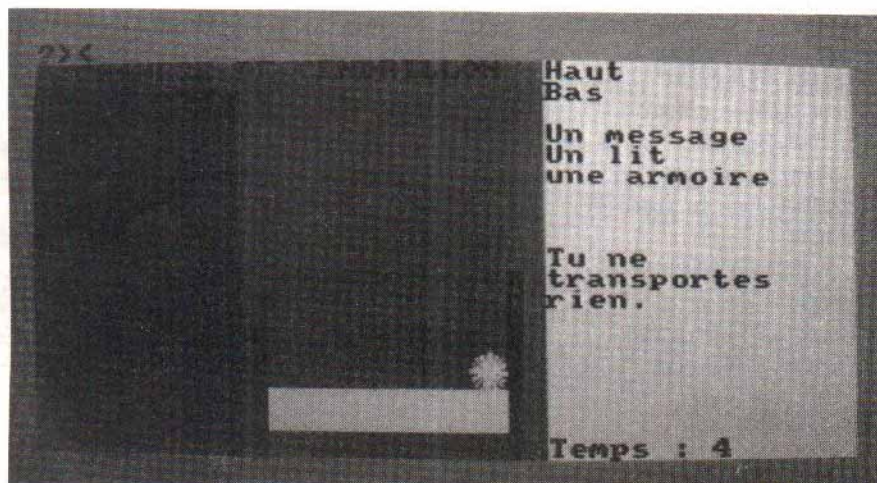 ?><
Haut
Bas
Un message
Un lit
une armoire
Tu ne
transportes
rien.
Temps : 4